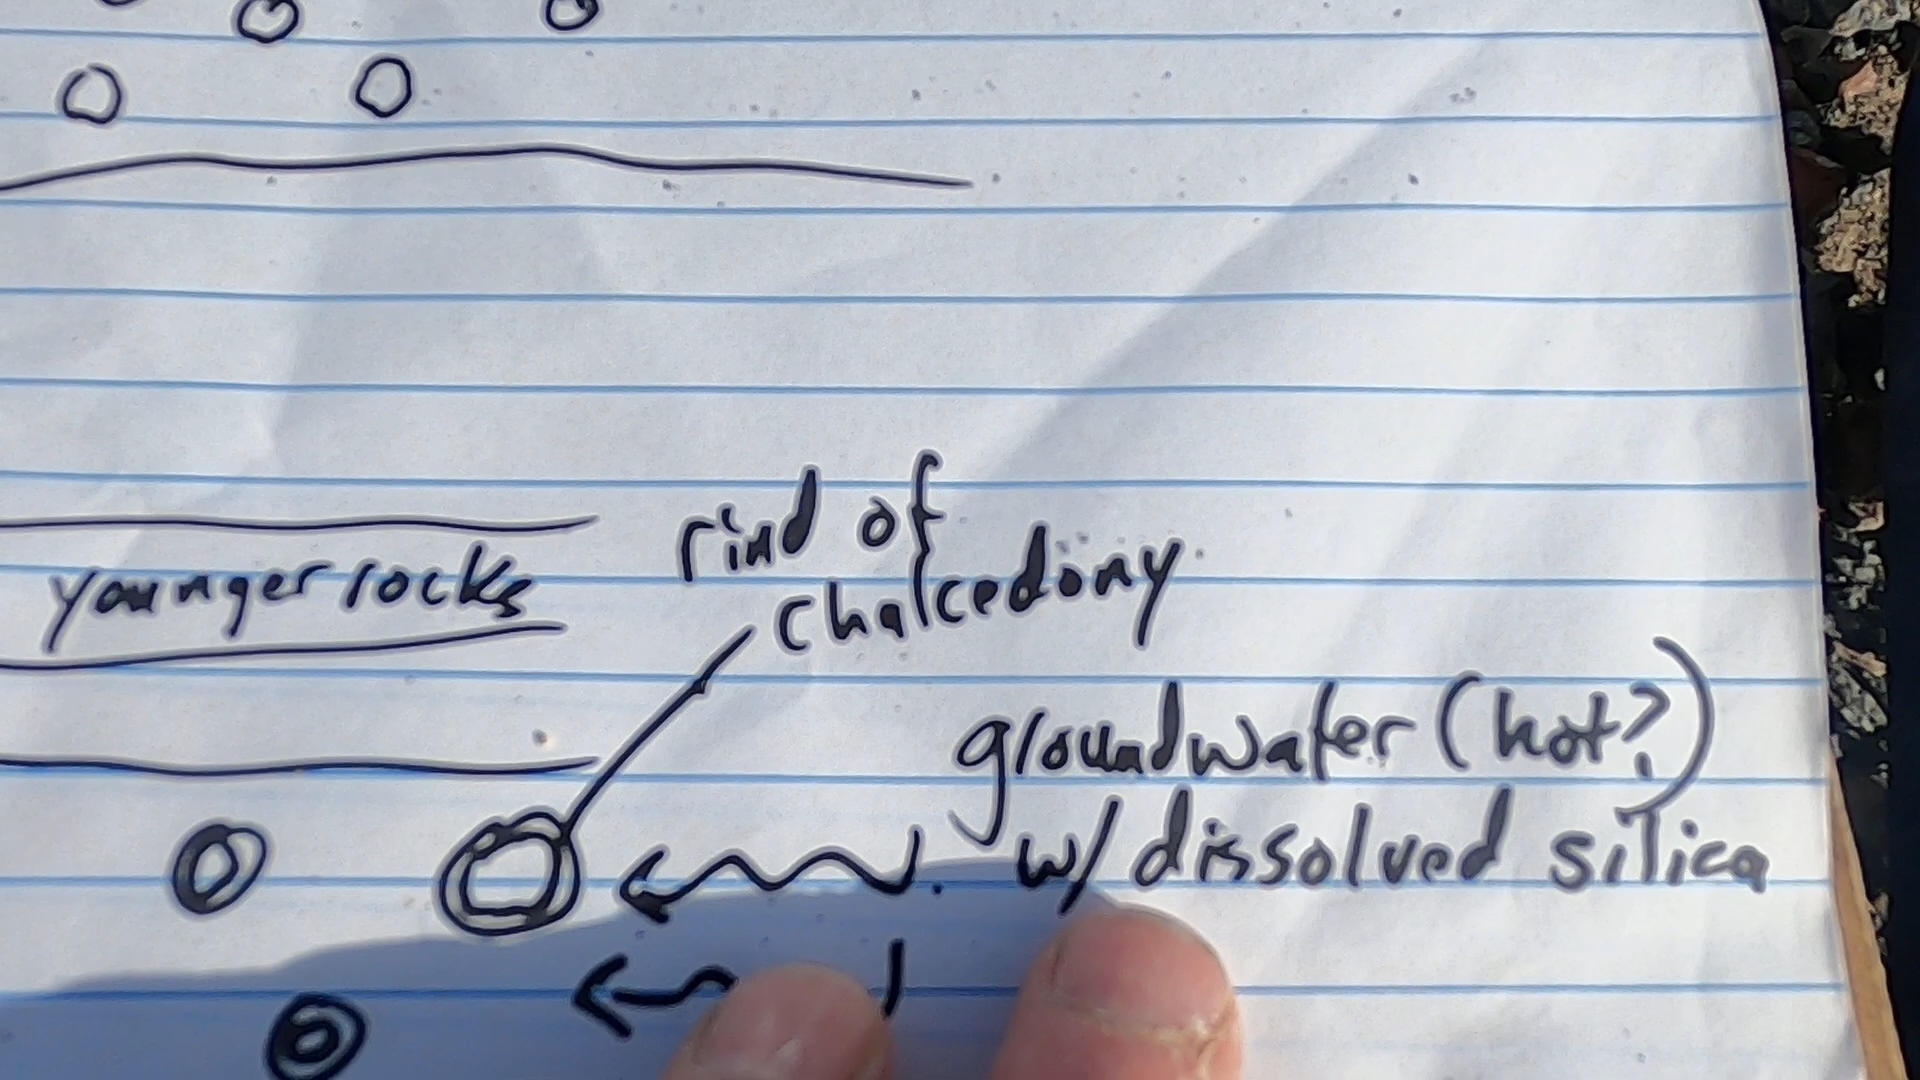 rind of
chalcedony
younger rocks
groundwater (hot?)
w/ dissolved silica